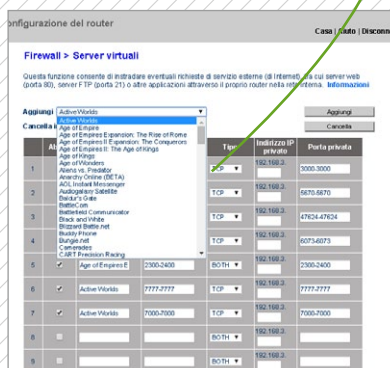 onfigurazione del router
Casa | Aiuto | Disconn
Firewall > Server virtuali
Questa funzione consente di instradare eventuali richieste di servizio esterne (di Internet), tra cui server web
(porta 80), server FTP (porta 21) o altre applicazioni attraverso il proprio router nella rete interna. Informazioni
Aggiungi Active Worlds Aggiungi
Cancella Cancella
Active Worlds
Age of Empire
Age of Empires Expansion: The Rise of Rome
Age of Empires II Expansion: The Conquerors
Age of Empires II: The Age of Kings
Age of Kings
Age of Wonders
Aliens vs. Predator
Anarchy Online (BETA)
AOL Instant Messenger
Audiogalaxy Satellite
Baldur's Gate
BattleCom
Battlefield Communicator
Black and White
Blizzard Battle.net
Buddy Phone
Bungie.net
Camerades
CART Precision Racing
Ab Tipo Indirizzo IP privato Porta privata
1 TCP 192.168.3. 3000-3000
2 TCP 192.168.3. 5670-5670
3 TCP 192.168.3. 47624-47624
4 TCP 192.168.3. 6073-6073
5 Age of Empires E 2300-2400 BOTH 192.168.3. 2300-2400
6 Active Worlds 7777-7777 TCP 192.168.3. 7777-7777
7 Active Worlds 7000-7000 TCP 192.168.3. 7000-7000
8 BOTH 192.168.3.
9 BOTH 192.168.3.